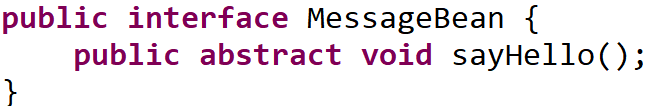 public interface MessageBean {
    public abstract void sayHello();
}